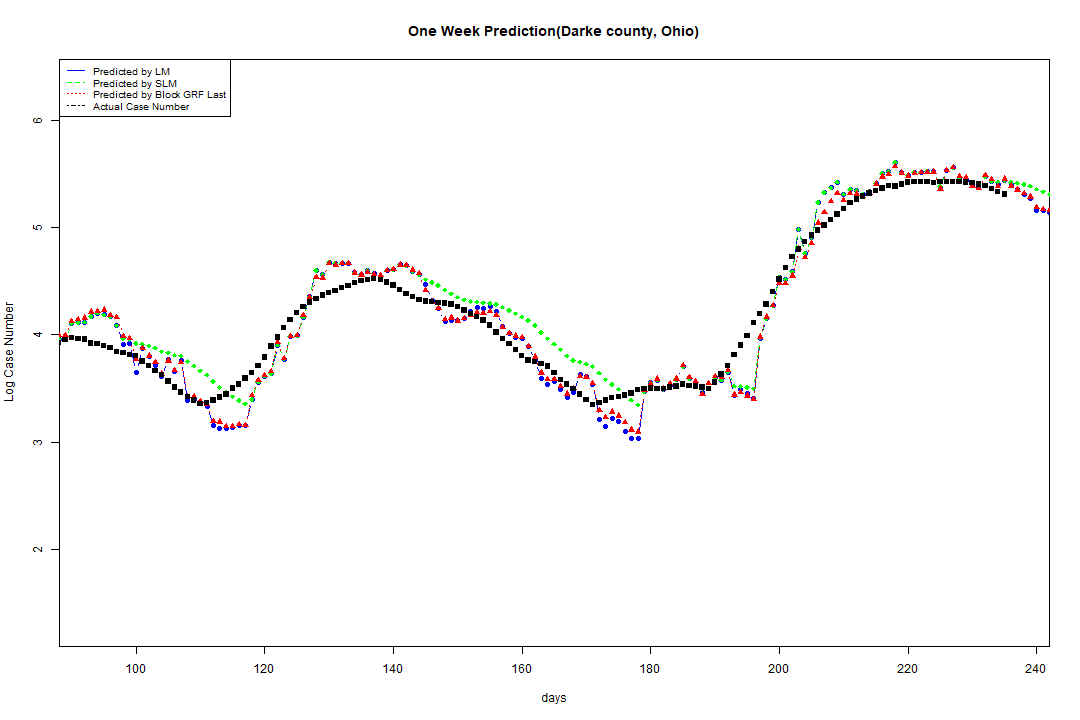 One Week Prediction(Darke county, Ohio)
Predicted by LM
Predicted by SLM
Predicted by Block GRF Last
Actual Case Number
Log Case Number
6
5
4
3
2
100 120 140 160 180 200 220 240
days